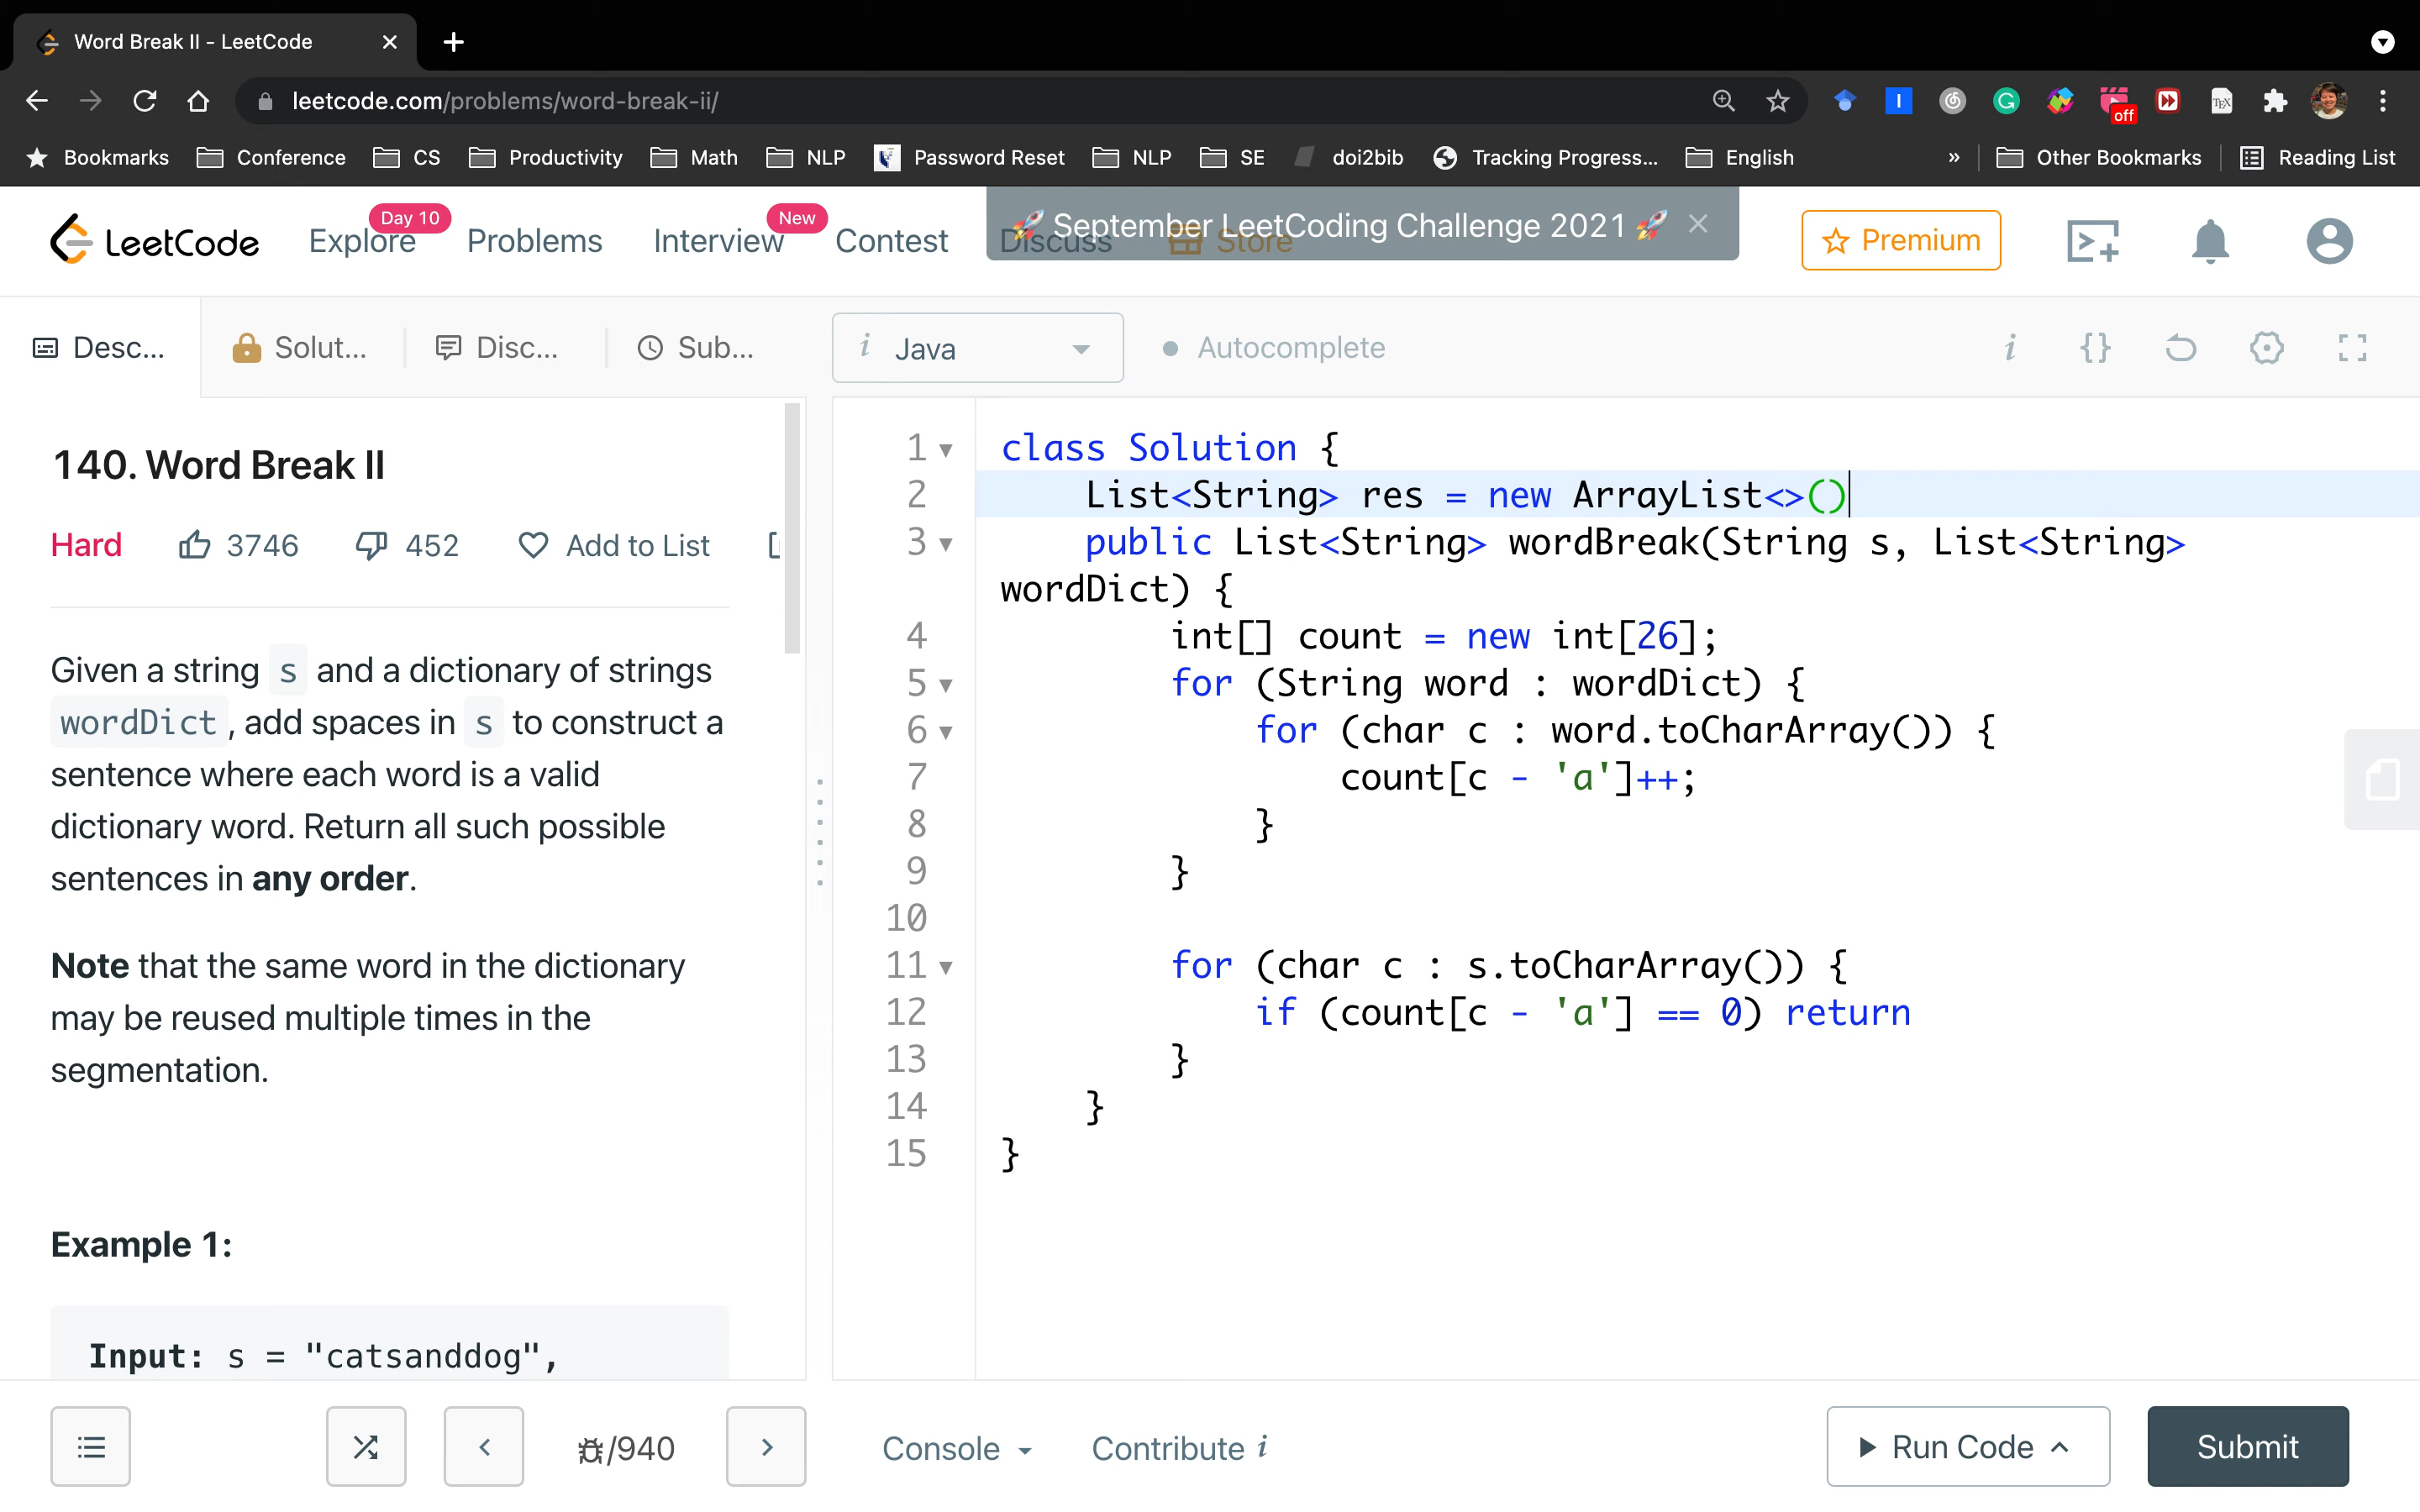 Word Break II - LeetCode
leetcode.com/problems/word-break-ii/
off
TEX
Bookmarks Conference CS Productivity Math NLP Password Reset NLP SE doi2bib Tracking Progress... English » Other Bookmarks Reading List
LeetCode Explore Day 10 Problems Interview New Contest Discuss Store
🚀 September LeetCoding Challenge 2021 🚀
Premium
Desc... Solut... Disc... Sub...
i Java Autocomplete i {}
140. Word Break II
Hard 3746 452 Add to List
Given a string s and a dictionary of strings
wordDict, add spaces in s to construct a
sentence where each word is a valid
dictionary word. Return all such possible
sentences in any order.
Note that the same word in the dictionary
may be reused multiple times in the
segmentation.
Example 1:
Input: s = "catsanddog",
1 class Solution {
2 List<String> res = new ArrayList<>()
3 public List<String> wordBreak(String s, List<String>
wordDict) {
4 int[] count = new int[26];
5 for (String word : wordDict) {
6 for (char c : word.toCharArray()) {
7 count[c - 'a']++;
8 }
9 }
10
11 for (char c : s.toCharArray()) {
12 if (count[c - 'a'] == 0) return
13 }
14 }
15 }
/940
Console Contribute i
Run Code Submit